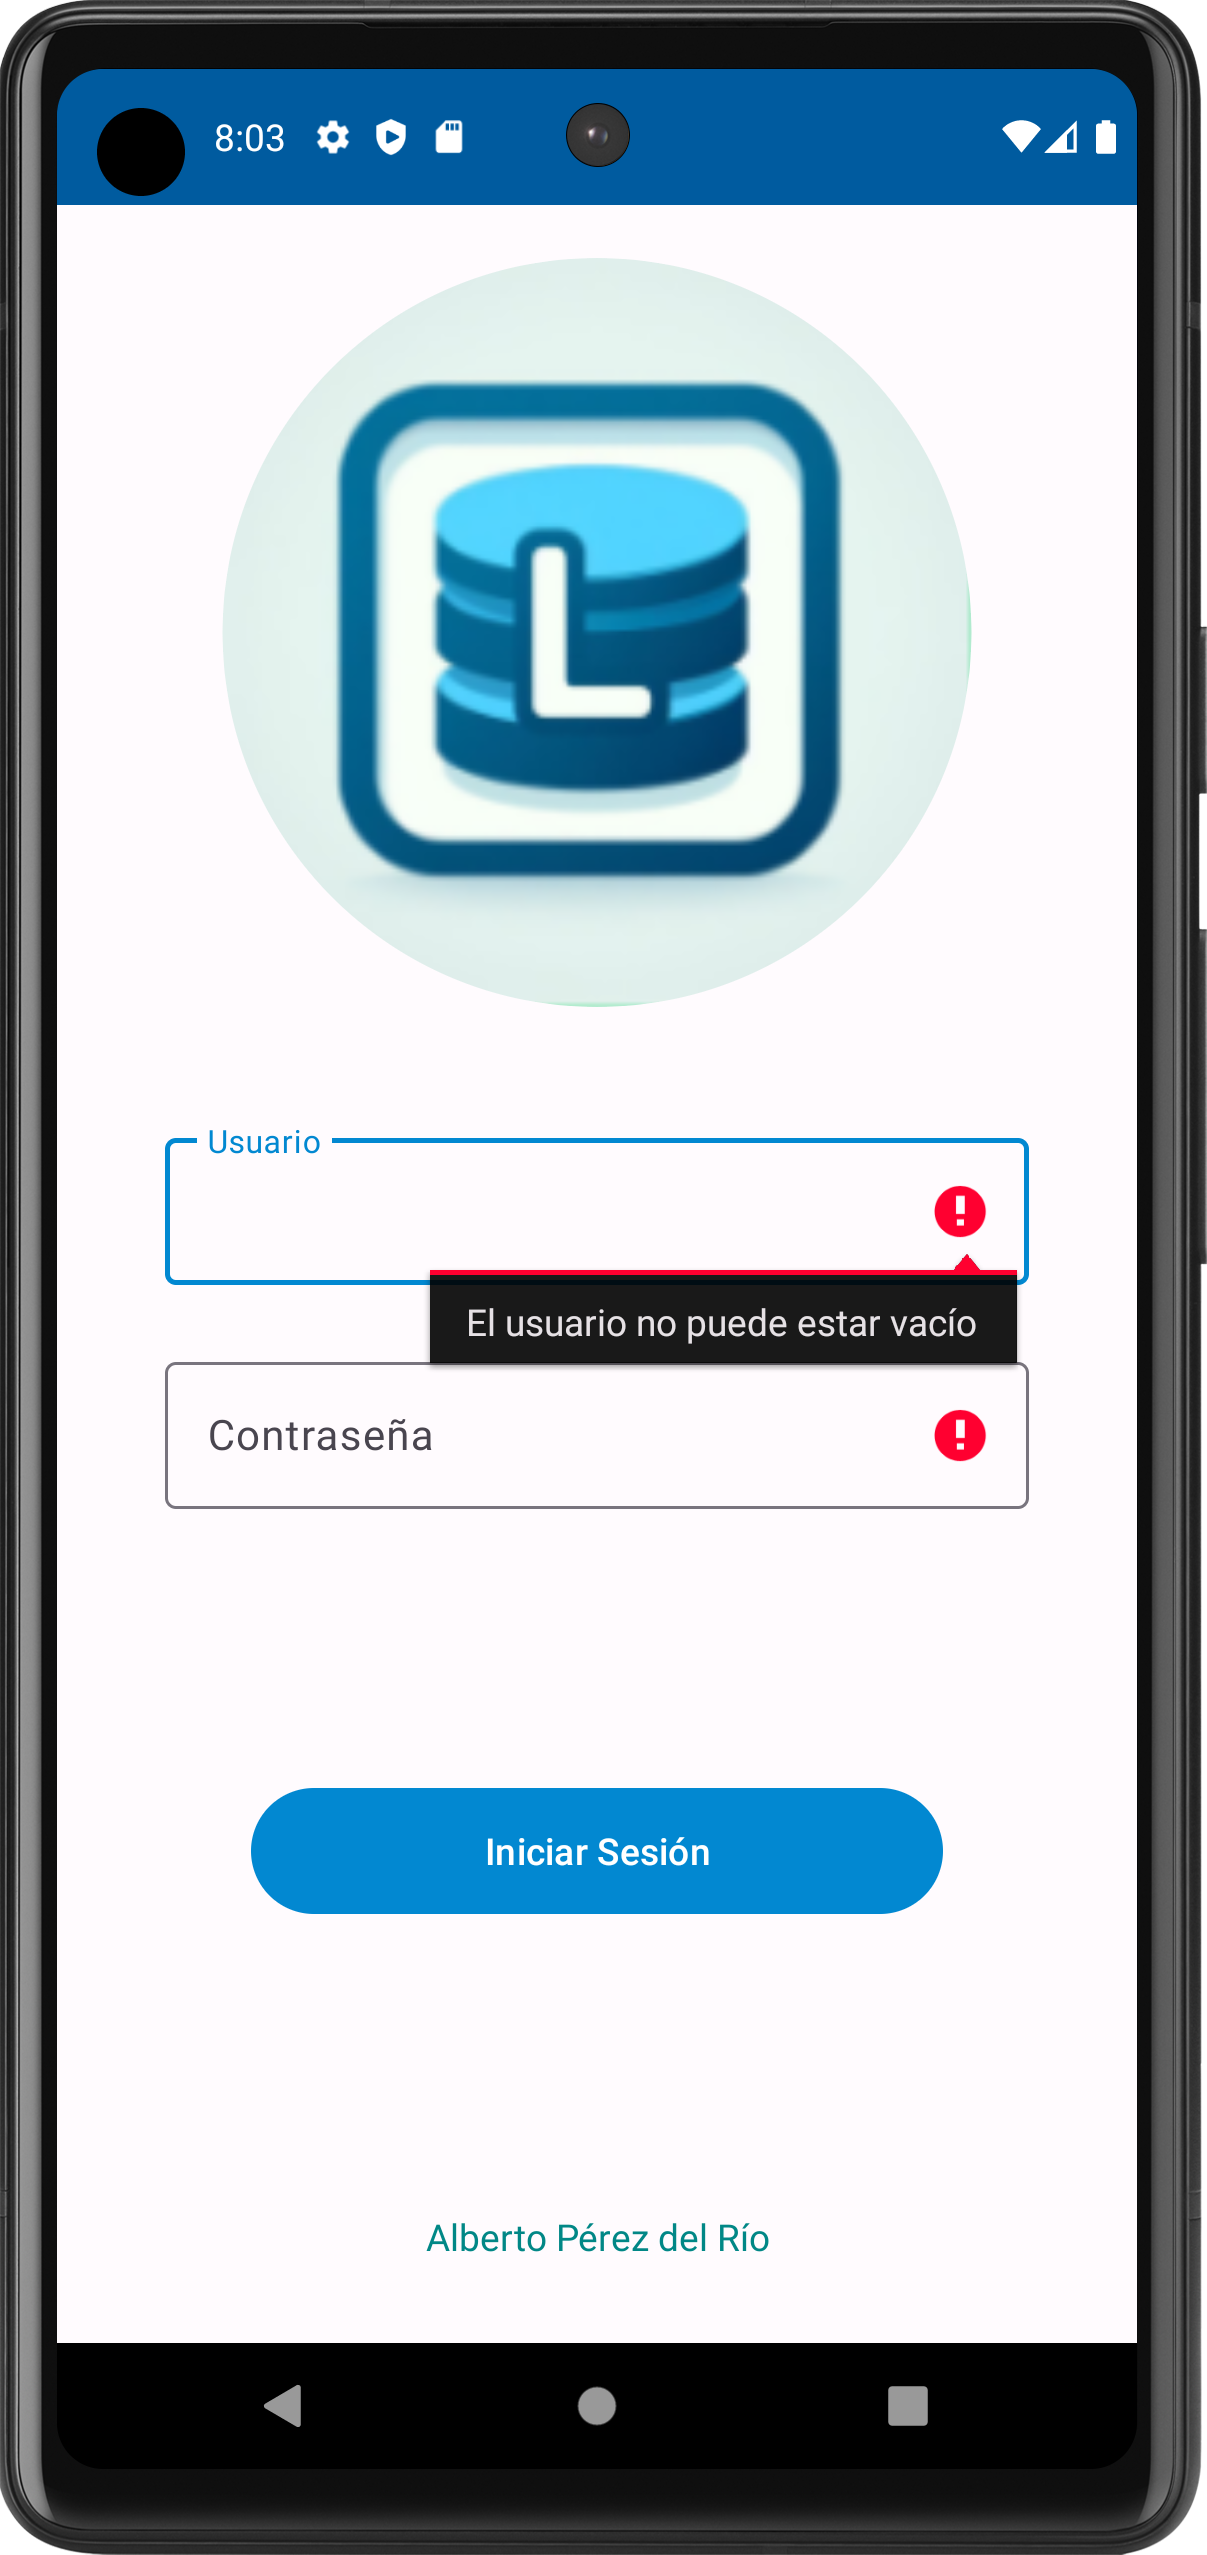 8:03
L
Usuario
El usuario no puede estar vacío
Contraseña
Iniciar Sesión
Alberto Pérez del Río